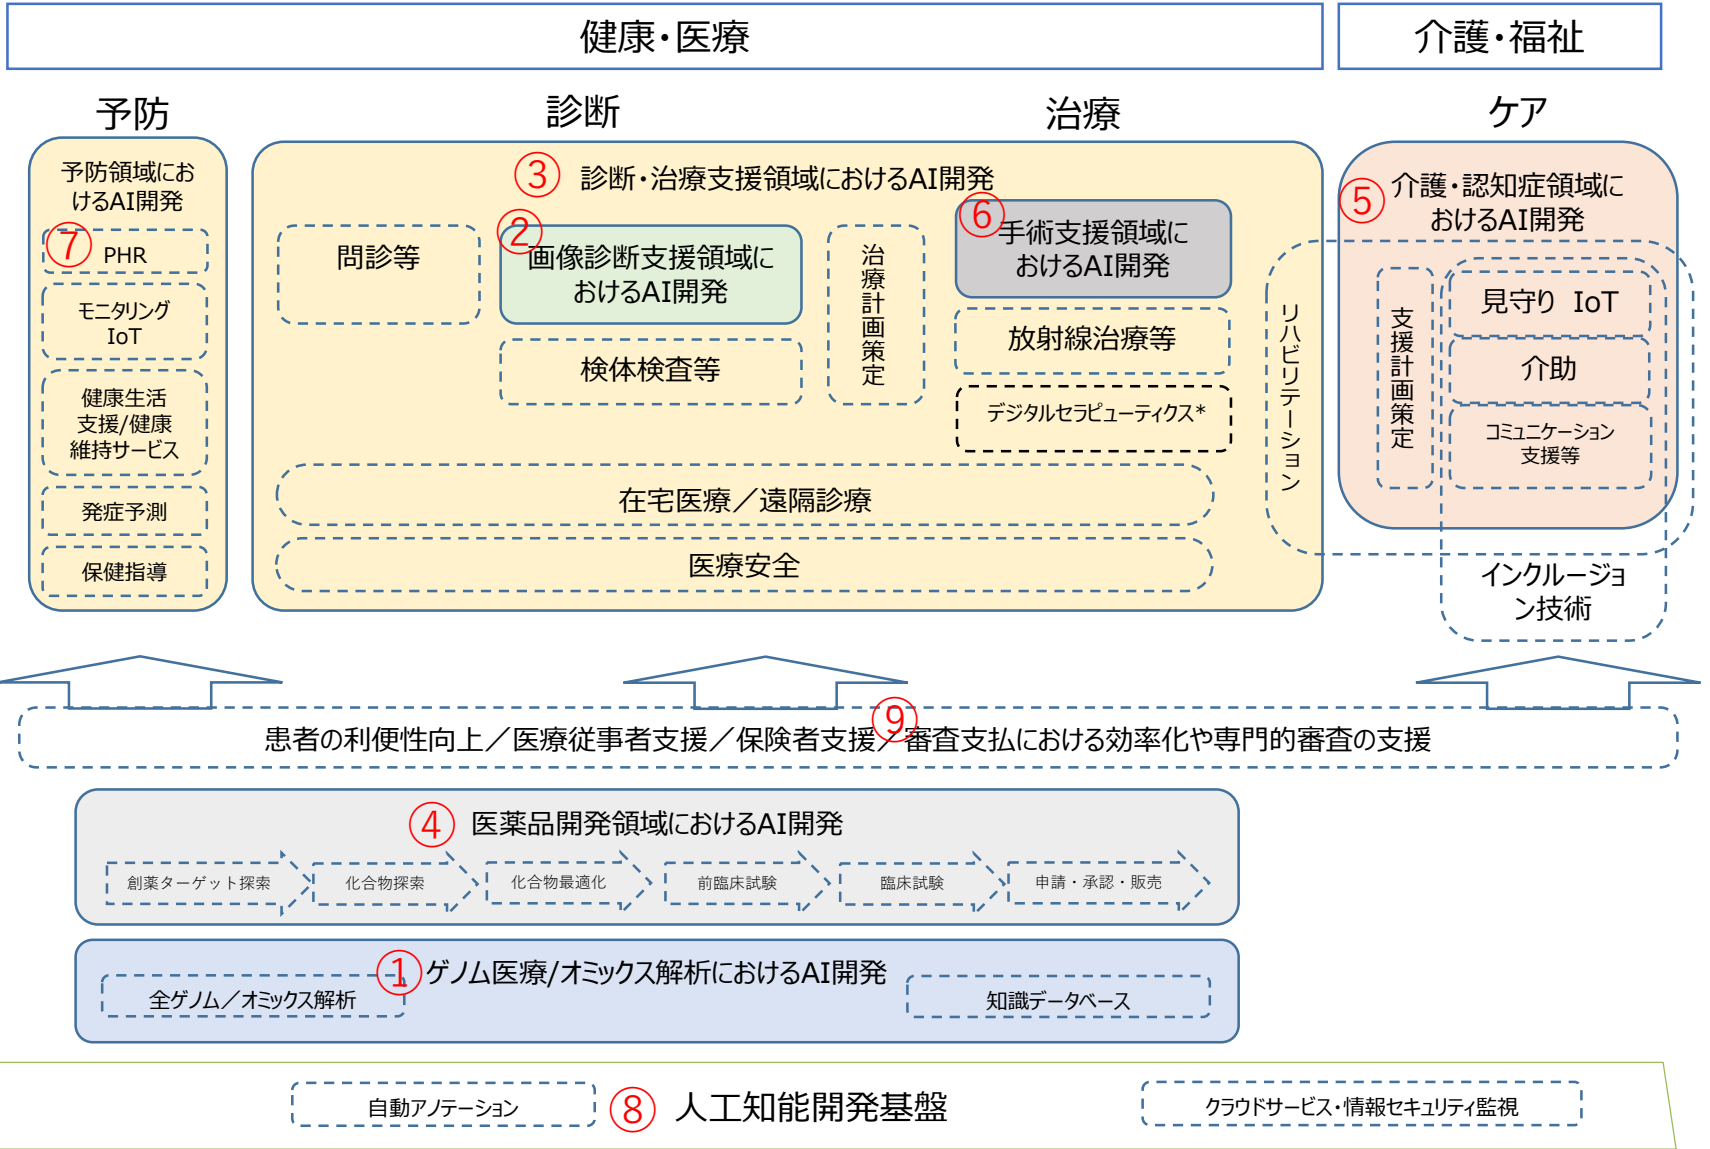 健康・医療
介護・福祉
予防
診断
治療
ケア
予防領域にお
けるAI開発
⑦
PHR
モニタリング
IoT
健康生活
支援/健康
維持サービス
発症予測
保健指導
③ 診断・治療支援領域におけるAI開発
問診等
②
画像診断支援領域に
おけるAI開発
検体検査等
治療計画策定
⑥
手術支援領域に
おけるAI開発
放射線治療等
デジタルセラピューティクス*
在宅医療／遠隔診療
医療安全
リハビリテーション
⑤
介護・認知症領域に
おけるAI開発
支援計画策定
見守り IoT
介助
コミュニケーション
支援等
インクルージョ
ン技術
⑨
患者の利便性向上／医療従事者支援／保険者支援／審査支払における効率化や専門的審査の支援
④ 医薬品開発領域におけるAI開発
創薬ターゲット探索
化合物探索
化合物最適化
前臨床試験
臨床試験
申請・承認・販売
① ゲノム医療/オミックス解析におけるAI開発
全ゲノム／オミックス解析
知識データベース
自動アノテーション
⑧ 人工知能開発基盤
クラウドサービス・情報セキュリティ監視